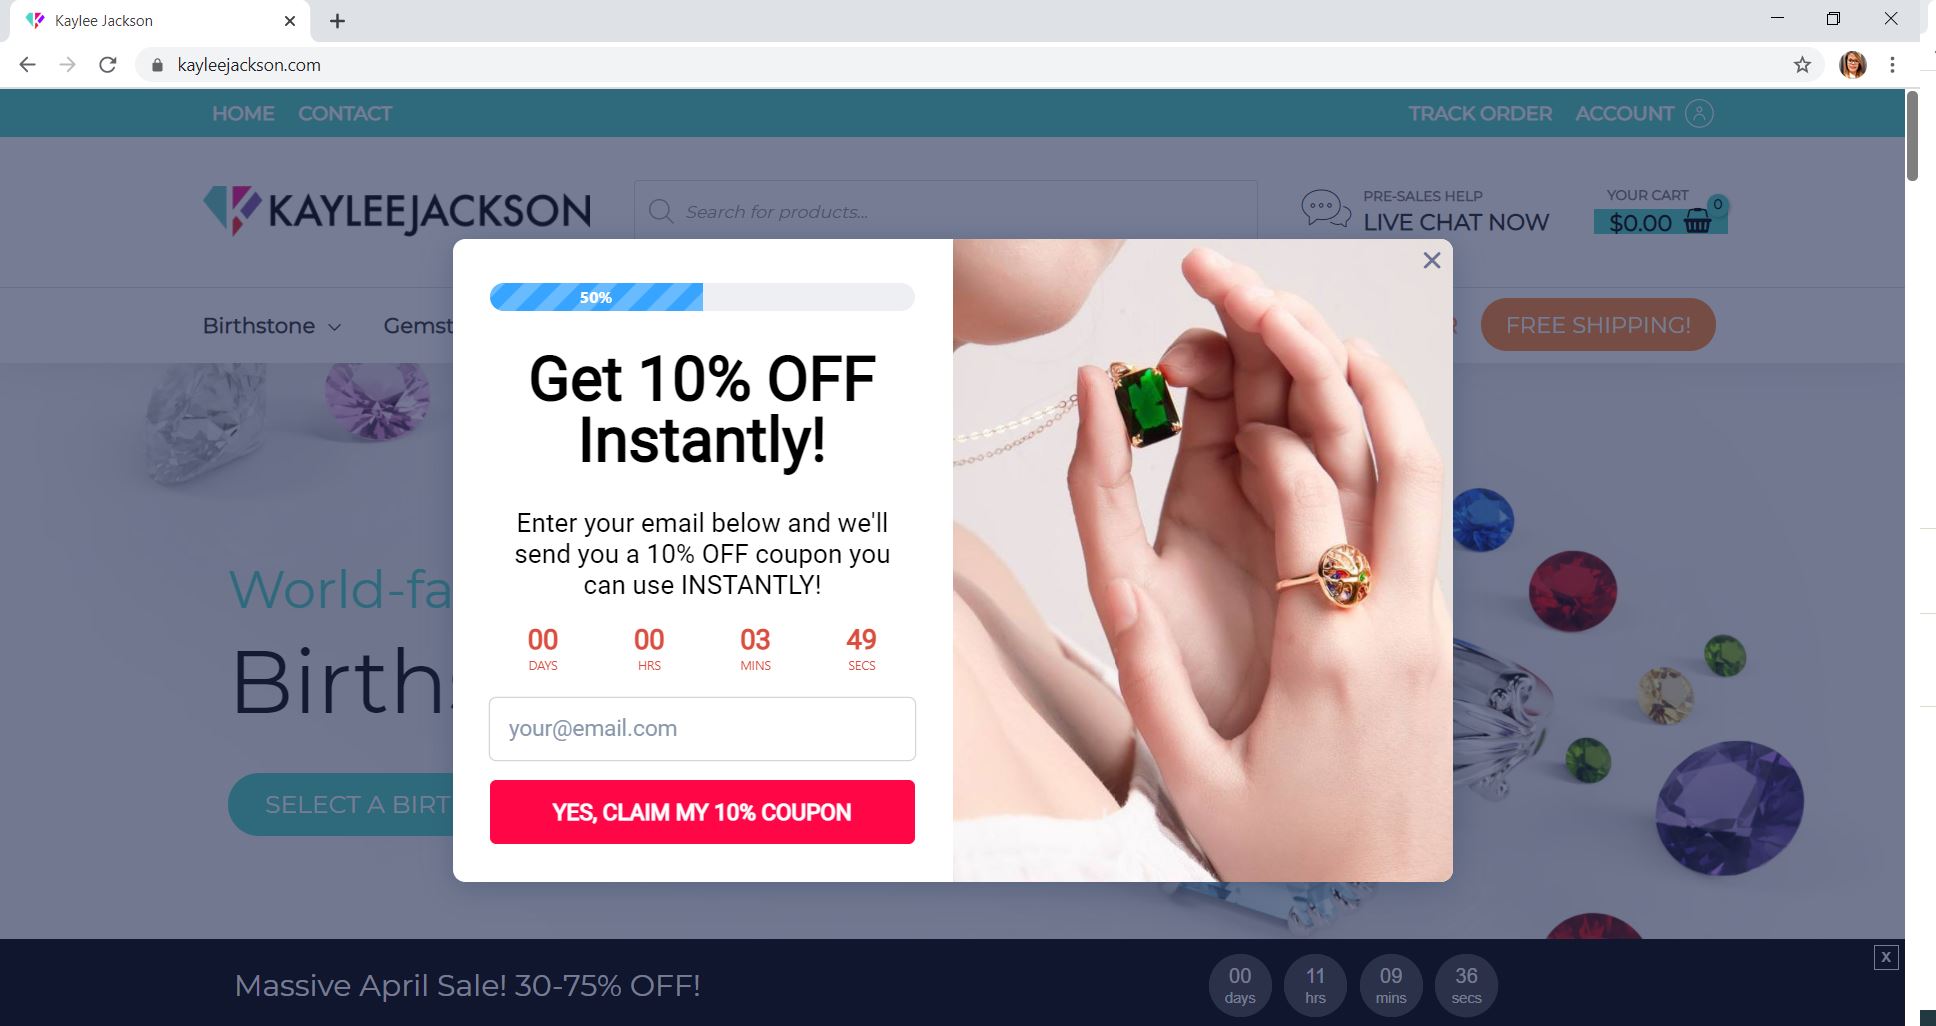 Kaylee Jackson
kayleejackson.com
HOME CONTACT TRACK ORDER ACCOUNT
KAYLEEJACKSON
Search for products...
PRE-SALES HELP
LIVE CHAT NOW
YOUR CART
$0.00 0
Birthstone Gemst FREE SHIPPING!
50%
Get 10% OFF
Instantly!
Enter your email below and we'll
send you a 10% OFF coupon you
can use INSTANTLY!
00 00 03 49
DAYS HRS MINS SECS
your@email.com
YES, CLAIM MY 10% COUPON
World-fa
Births
SELECT A BIRT
Massive April Sale! 30-75% OFF!
00 11 09 36
days hrs mins secs
X